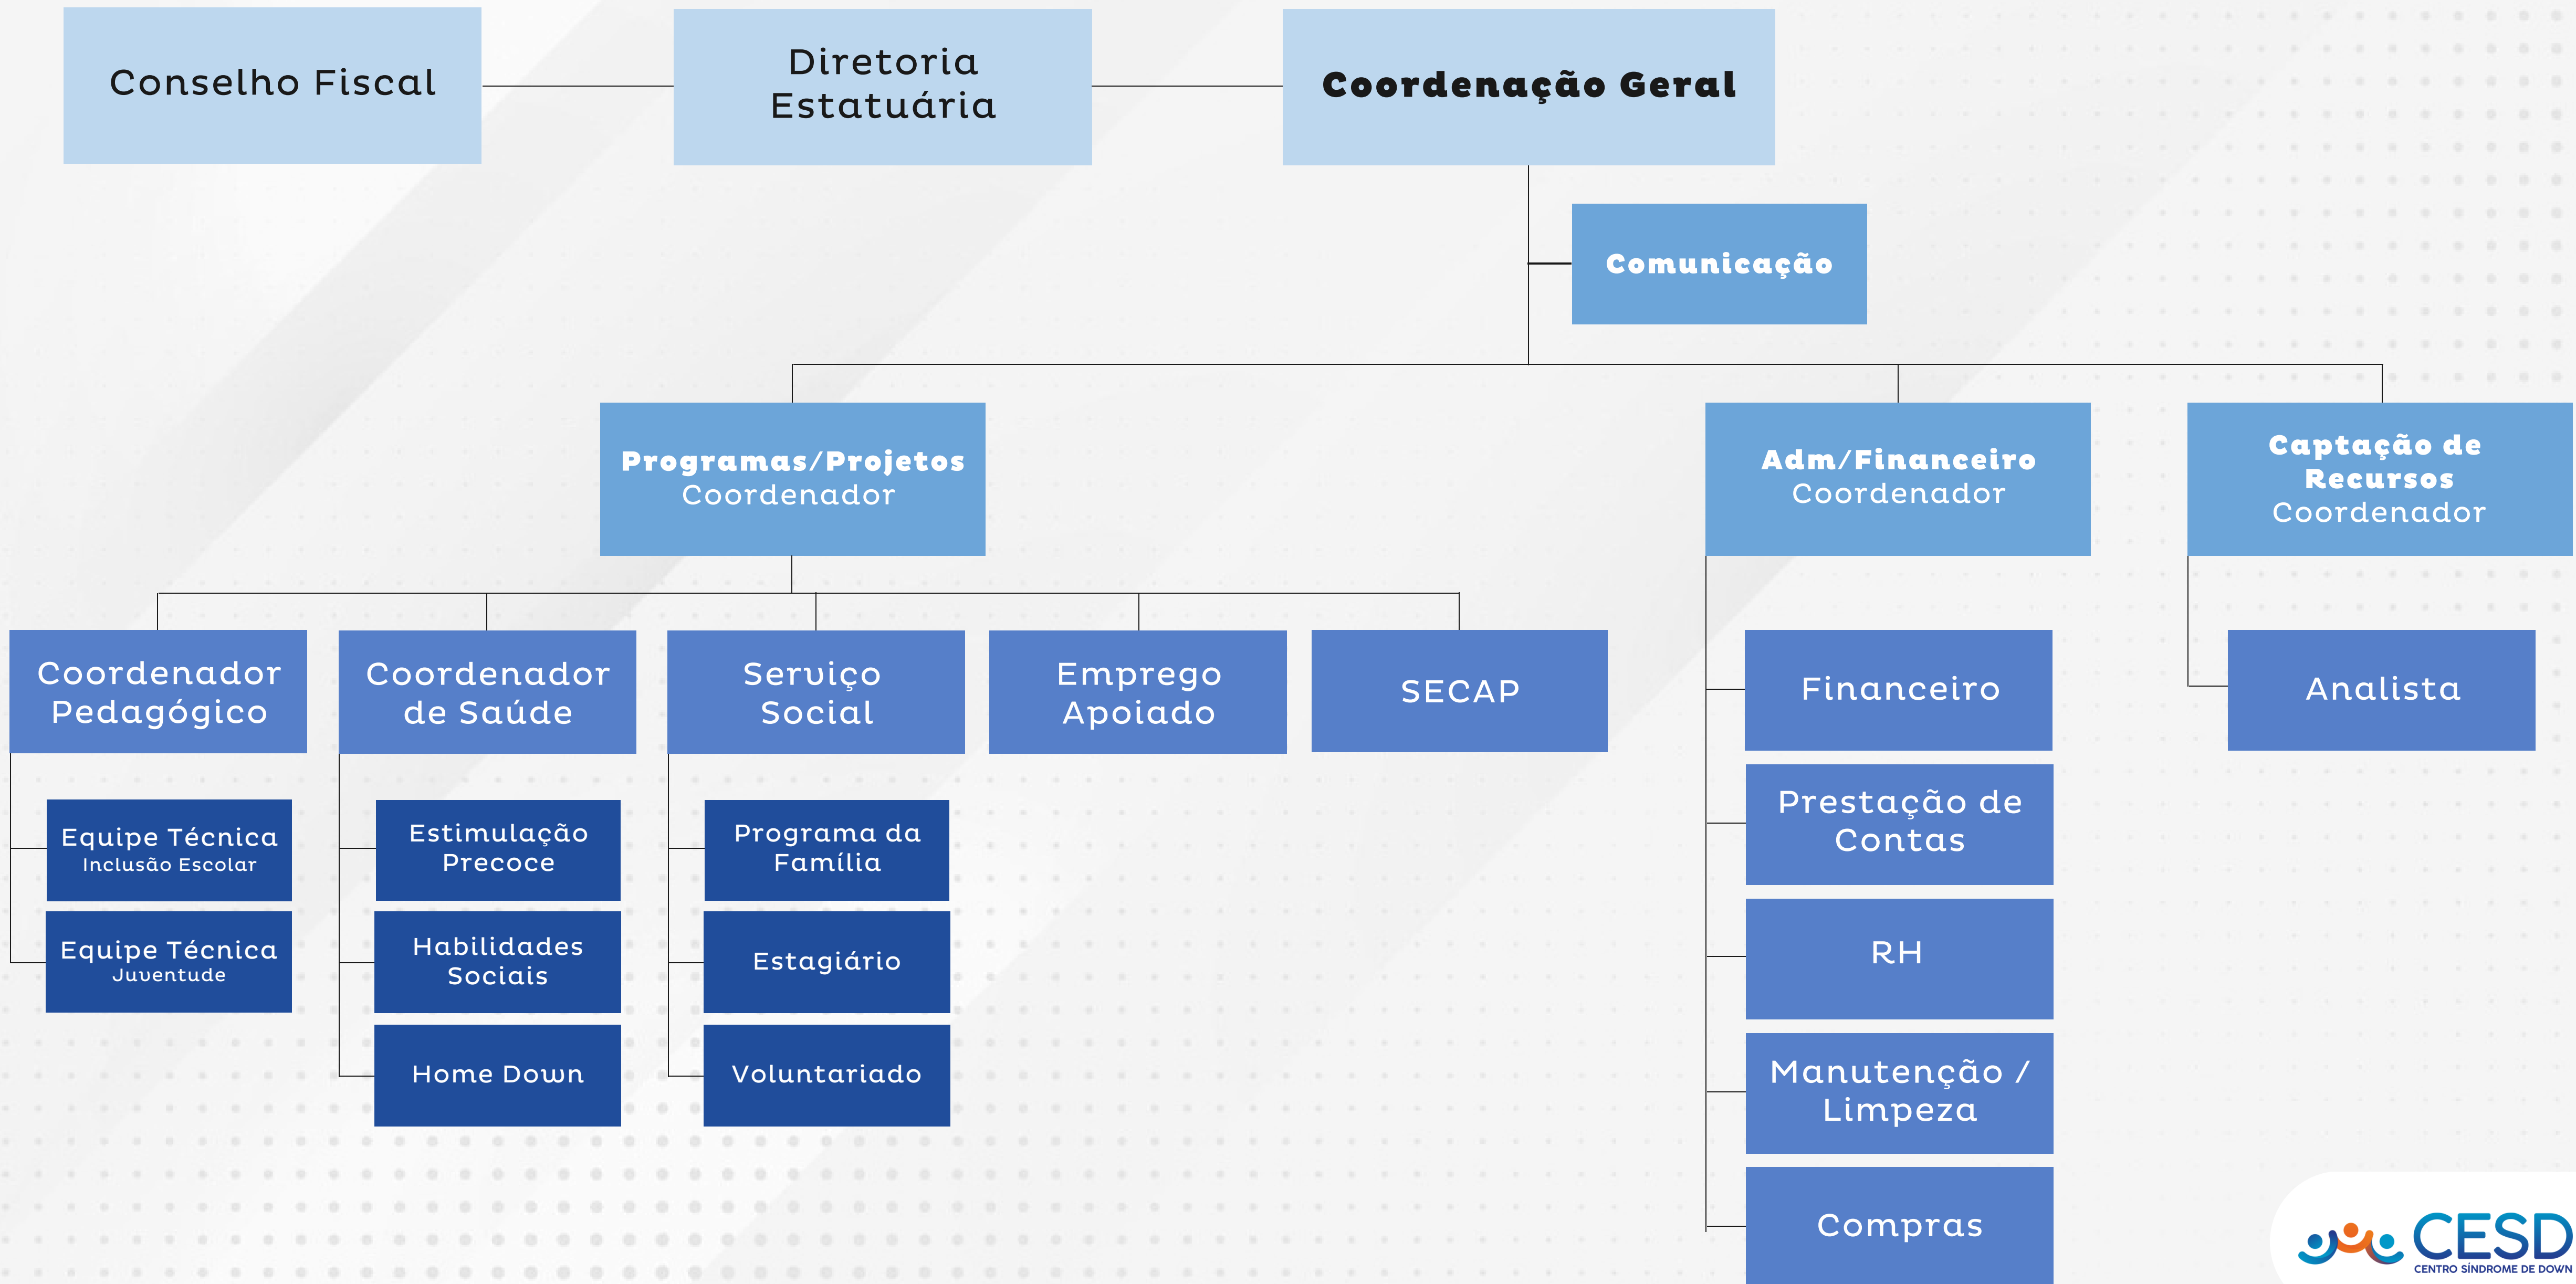 Conselho Fiscal
Diretoria
Estatuária
Coordenação Geral
Comunicação
Programas/Projetos
Coordenador
Adm/Financeiro
Coordenador
Captação de
Recursos
Coordenador
Coordenador
Pedagógico
Coordenador
de Saúde
Serviço
Social
Emprego
Apoiado
SECAP
Financeiro
Analista
Equipe Técnica
Inclusão Escolar
Equipe Técnica
Juventude
Estimulação
Precoce
Habilidades
Sociais
Home Down
Programa da
Família
Estagiário
Voluntariado
Prestação de
Contas
RH
Manutenção /
Limpeza
Compras
CESD
CENTRO SÍNDROME DE DOWN